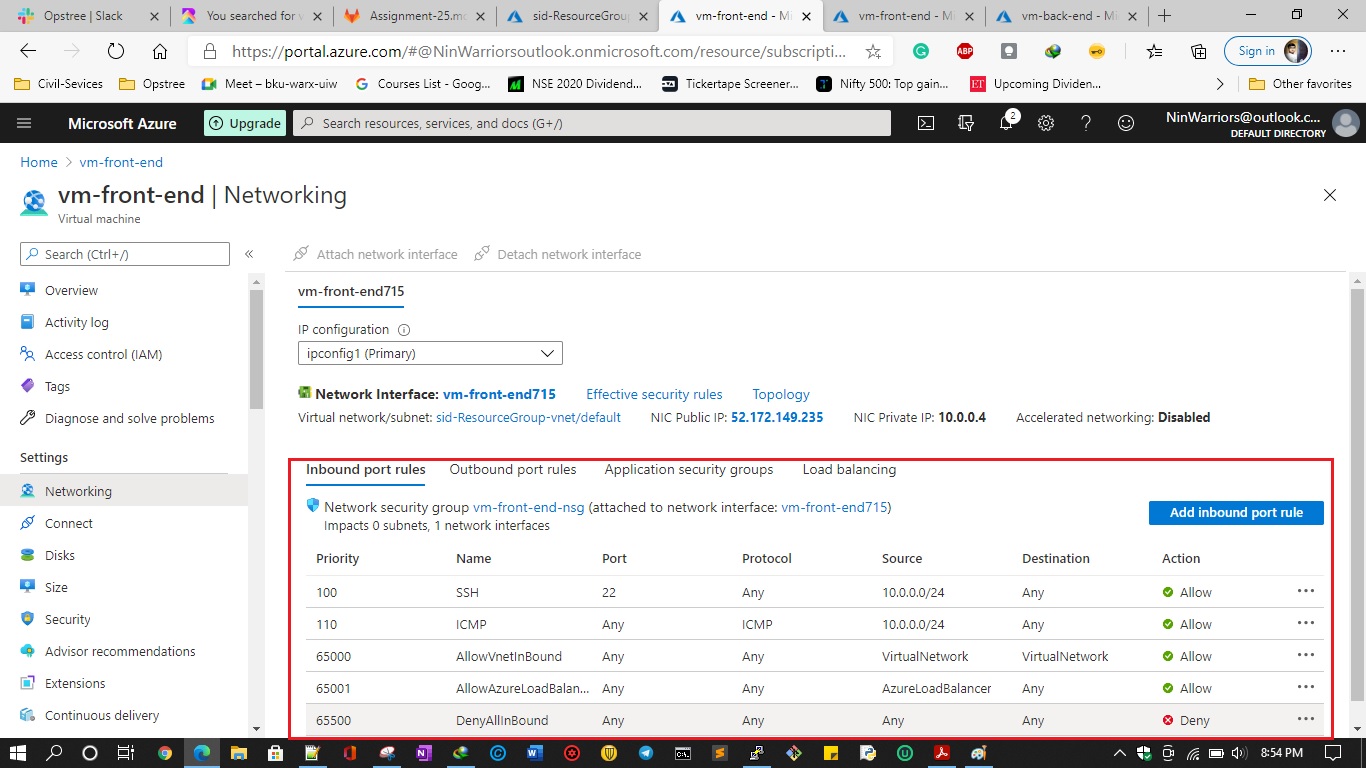 Opstree | Slack
You searched for v
Assignment-25.md
sid-ResourceGroup
vm-front-end - Mi
vm-front-end - Mi
vm-back-end - Mi
https://portal.azure.com/#@NinWarriorsoutlook.onmicrosoft.com/resource/subscripti...
ABP
Sign in
Civil-Sevices
Opstree
Meet – bku-warx-uiw
Courses List - Goog...
NSE 2020 Dividend...
Tickertape Screener...
Nifty 500: Top gain...
ET
Upcoming Dividen...
Other favorites
Microsoft Azure
Upgrade
Search resources, services, and docs (G+/)
2
NinWarriors@outlook.c...
DEFAULT DIRECTORY
Home > vm-front-end
vm-front-end | Networking
Virtual machine
Search (Ctrl+/)
«
Overview
Activity log
Access control (IAM)
Tags
Diagnose and solve problems
Settings
Networking
Connect
Disks
Size
Security
Advisor recommendations
Extensions
Continuous delivery
Attach network interface
Detach network interface
vm-front-end715
IP configuration
ipconfig1 (Primary)
Network Interface: vm-front-end715 Effective security rules Topology
Virtual network/subnet: sid-ResourceGroup-vnet/default NIC Public IP: 52.172.149.235 NIC Private IP: 10.0.0.4 Accelerated networking: Disabled
Inbound port rules Outbound port rules Application security groups Load balancing
Network security group vm-front-end-nsg (attached to network interface: vm-front-end715)
Impacts 0 subnets, 1 network interfaces
Add inbound port rule
Priority Name Port Protocol Source Destination Action
100 SSH 22 Any 10.0.0.0/24 Any Allow
110 ICMP Any ICMP 10.0.0.0/24 Any Allow
65000 AllowVnetInBound Any Any VirtualNetwork VirtualNetwork Allow
65001 AllowAzureLoadBalan... Any Any AzureLoadBalancer Any Allow
65500 DenyAllInBound Any Any Any Any Deny
8:54 PM